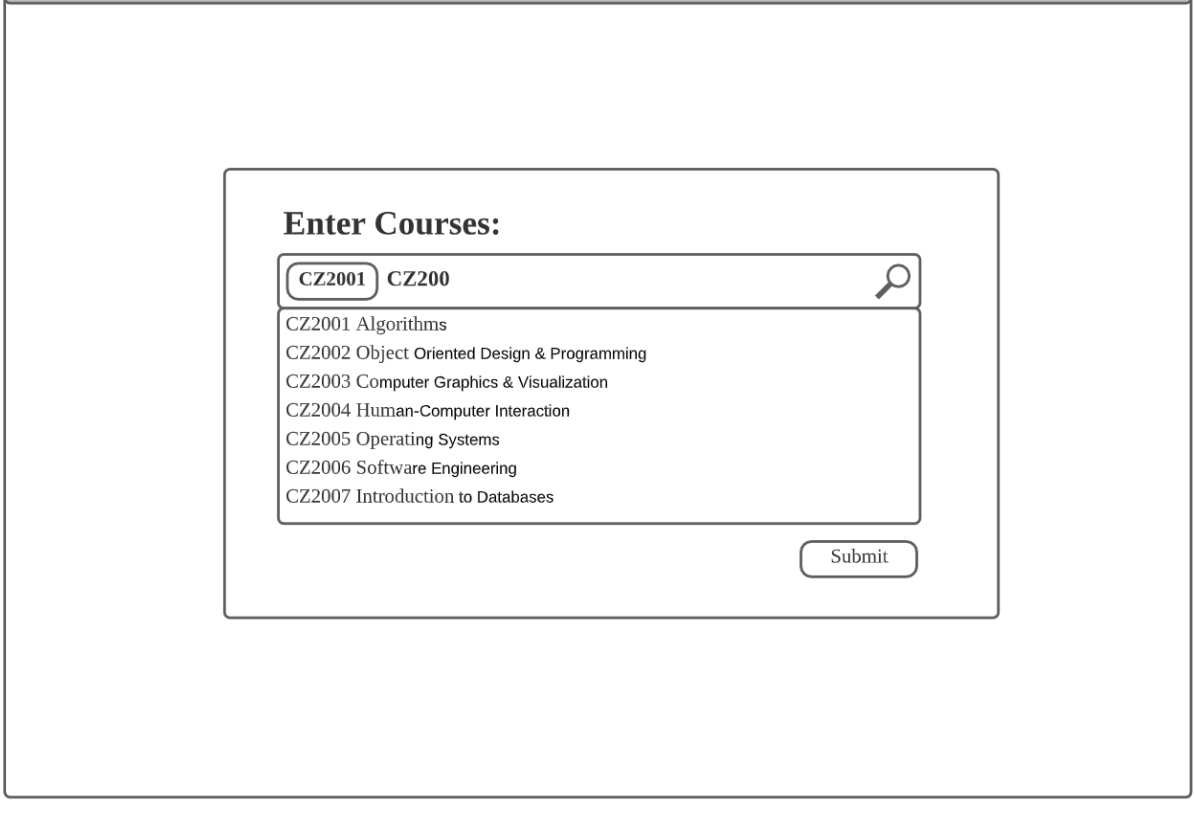 Enter Courses:
CZ2001 CZ200
CZ2001 Algorithms
CZ2002 Object Oriented Design & Programming
CZ2003 Computer Graphics & Visualization
CZ2004 Human-Computer Interaction
CZ2005 Operating Systems
CZ2006 Software Engineering
CZ2007 Introduction to Databases
Submit